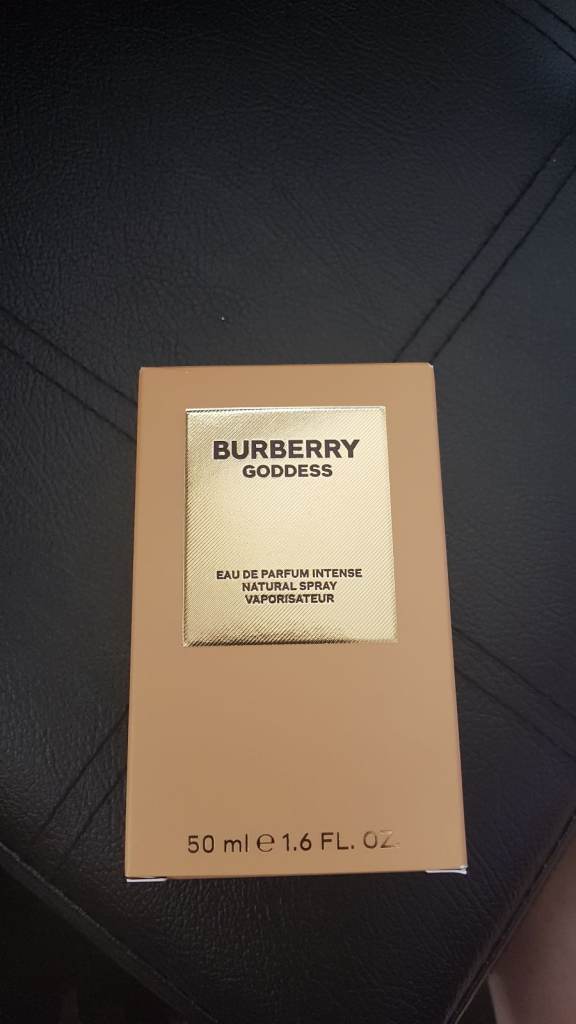 BURBERRY
GODDESS
EAU DE PARFUM INTENSE
NATURAL SPRAY
VAPORISATEUR
50 ml ℮ 1.6 FL. OZ.